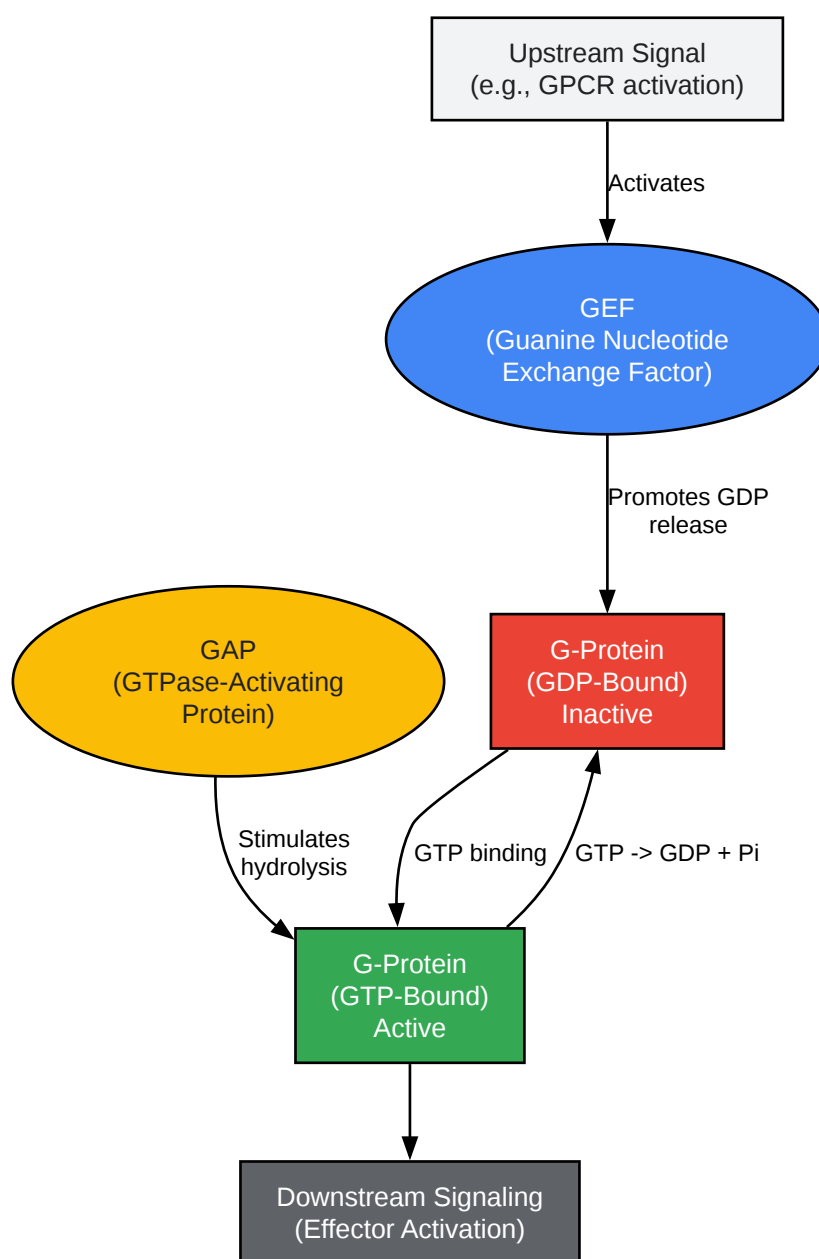 Upstream Signal
(e.g., GPCR activation)
Activates
GEF
(Guanine Nucleotide
Exchange Factor)
Promotes GDP
release
GAP
(GTPase-Activating
Protein)
G-Protein
(GDP-Bound)
Inactive
Stimulates
hydrolysis
GTP binding
GTP -> GDP + Pi
G-Protein
(GTP-Bound)
Active
Downstream Signaling
(Effector Activation)